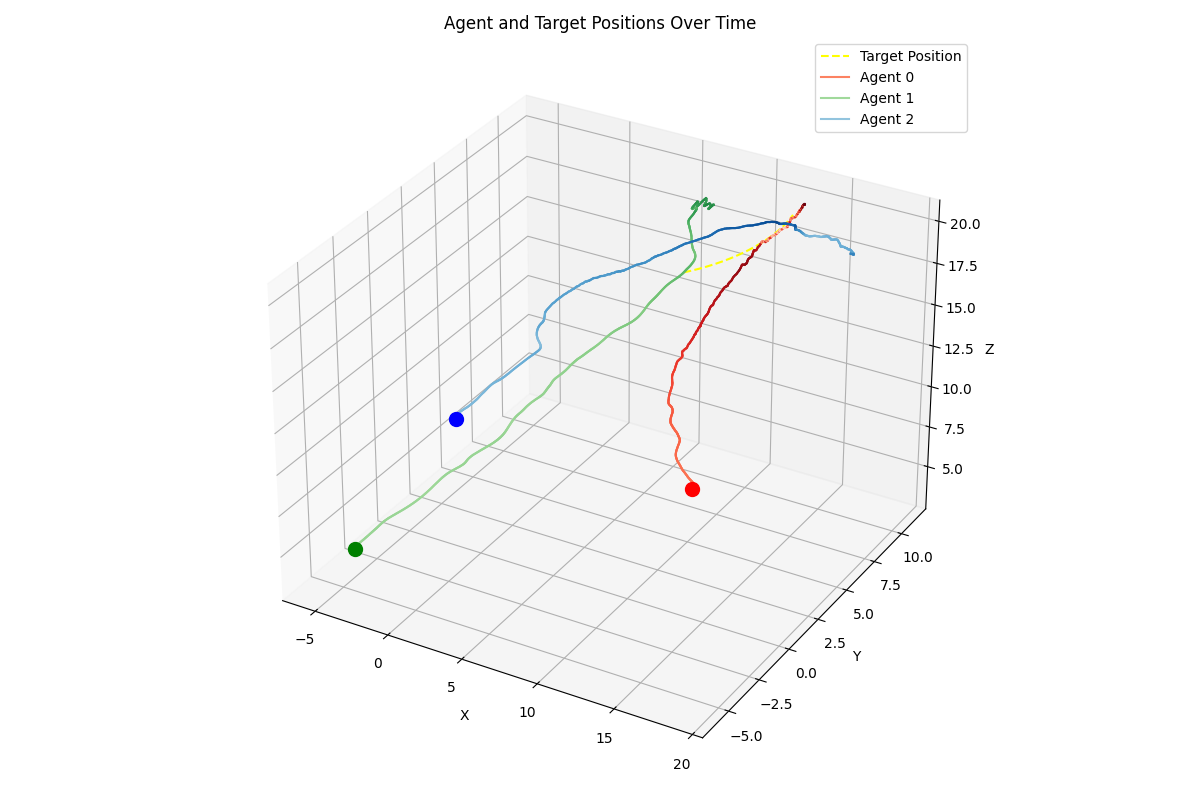 Agent and Target Positions Over Time
Target Position
Agent 0
Agent 1
Agent 2
20.0
17.5
15.0
12.5
10.0
7.5
5.0
Z
10.0
7.5
5.0
2.5
0.0
−2.5
−5.0
Y
−5
0
5
10
15
20
X